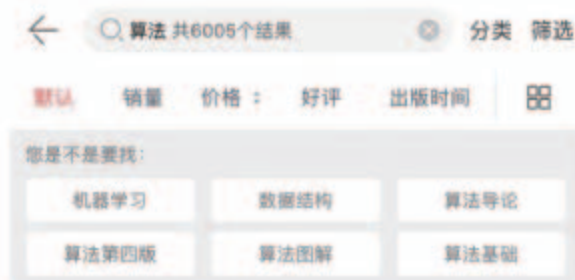 算法 共6005个结果 分类 筛选
默认 销量 价格 好评 出版时间
您是不是要找:
机器学习 数据结构 算法导论
算法第四版 算法图解 算法基础